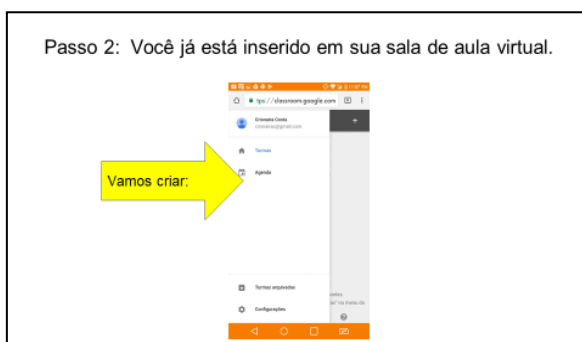 Passo 2: Você já está inserido em sua sala de aula virtual.
tps://classroom.google.com
Vamos criar:
Turmas
Agenda
Turmas arquivadas
Configurações